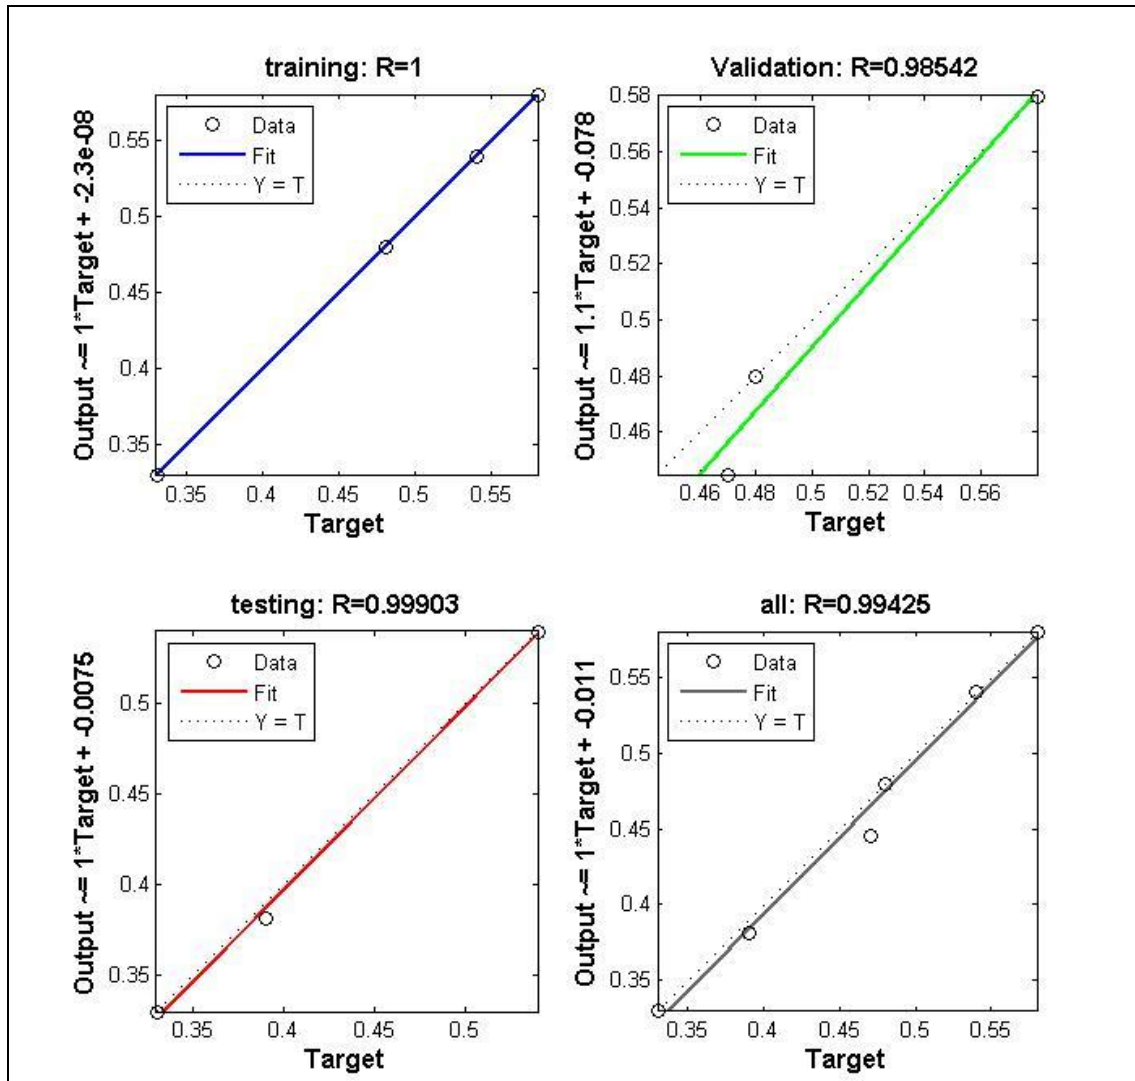 training: R=1
Output ~= 1*Target + -2.3e-08
Data
Fit
Y = T
0.55
0.5
0.45
0.4
0.35
0.35
0.4
0.45
0.5
0.55
Target
Validation: R=0.98542
Output ~= 1.1*Target + -0.078
Data
Fit
Y = T
0.58
0.56
0.54
0.52
0.5
0.48
0.46
0.46
0.48
0.5
0.52
0.54
0.56
Target
testing: R=0.99903
Output ~= 1*Target + -0.0075
Data
Fit
Y = T
0.5
0.45
0.4
0.35
0.35
0.4
0.45
0.5
Target
all: R=0.99425
Output ~= 1*Target + -0.011
Data
Fit
Y = T
0.55
0.5
0.45
0.4
0.35
0.35
0.4
0.45
0.5
0.55
Target